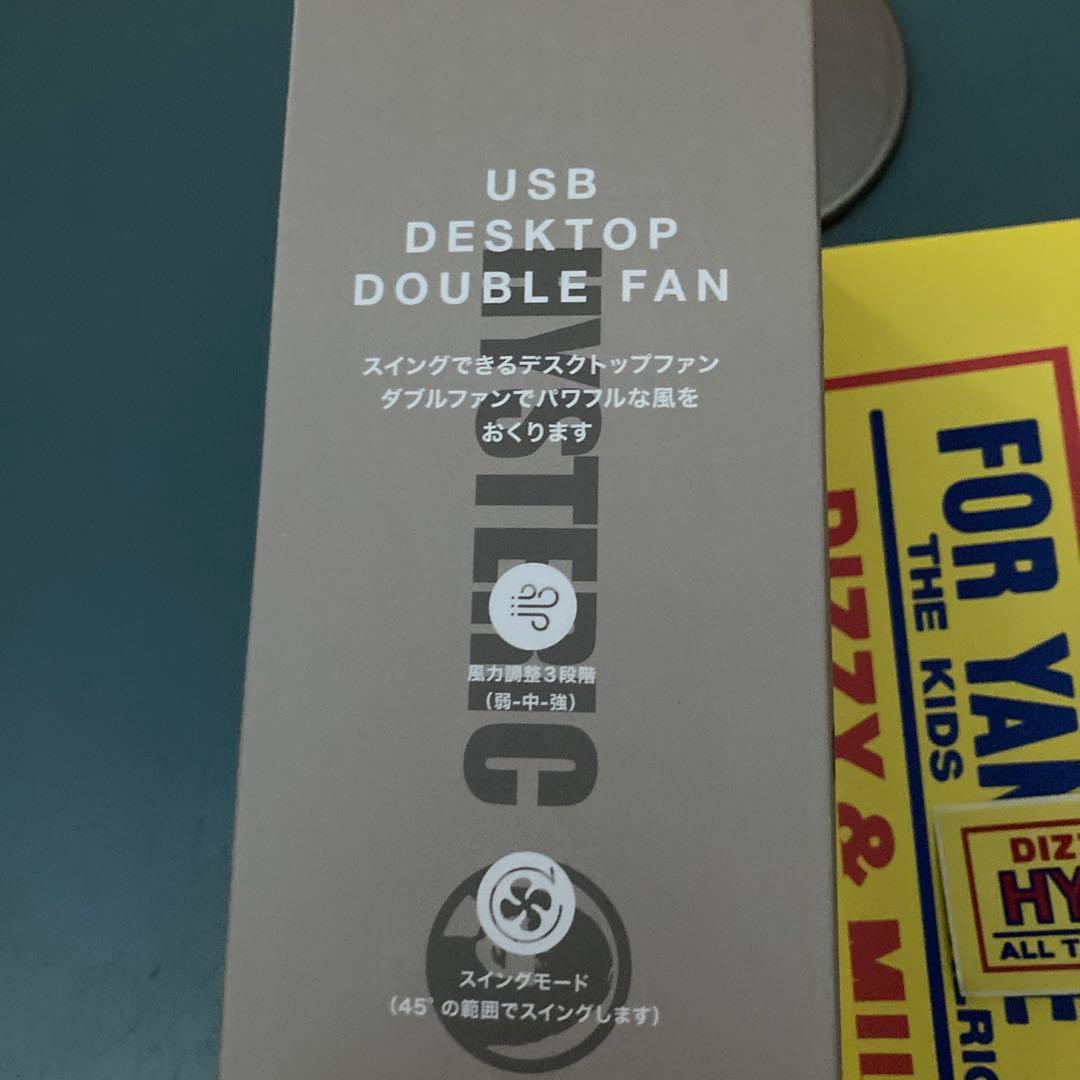 USB
DESKTOP
DOUBLE FAN
スイングできるデスクトップファン
ダブルファンでパワフルな風を
おくります
HYSTERIC
風力調整3段階
(弱-中-強)
スイングモード
(45°の範囲でスイングします)
FOR YAN
THE KIDS
DIZZY & MIL
DIZ
HY
ALL T